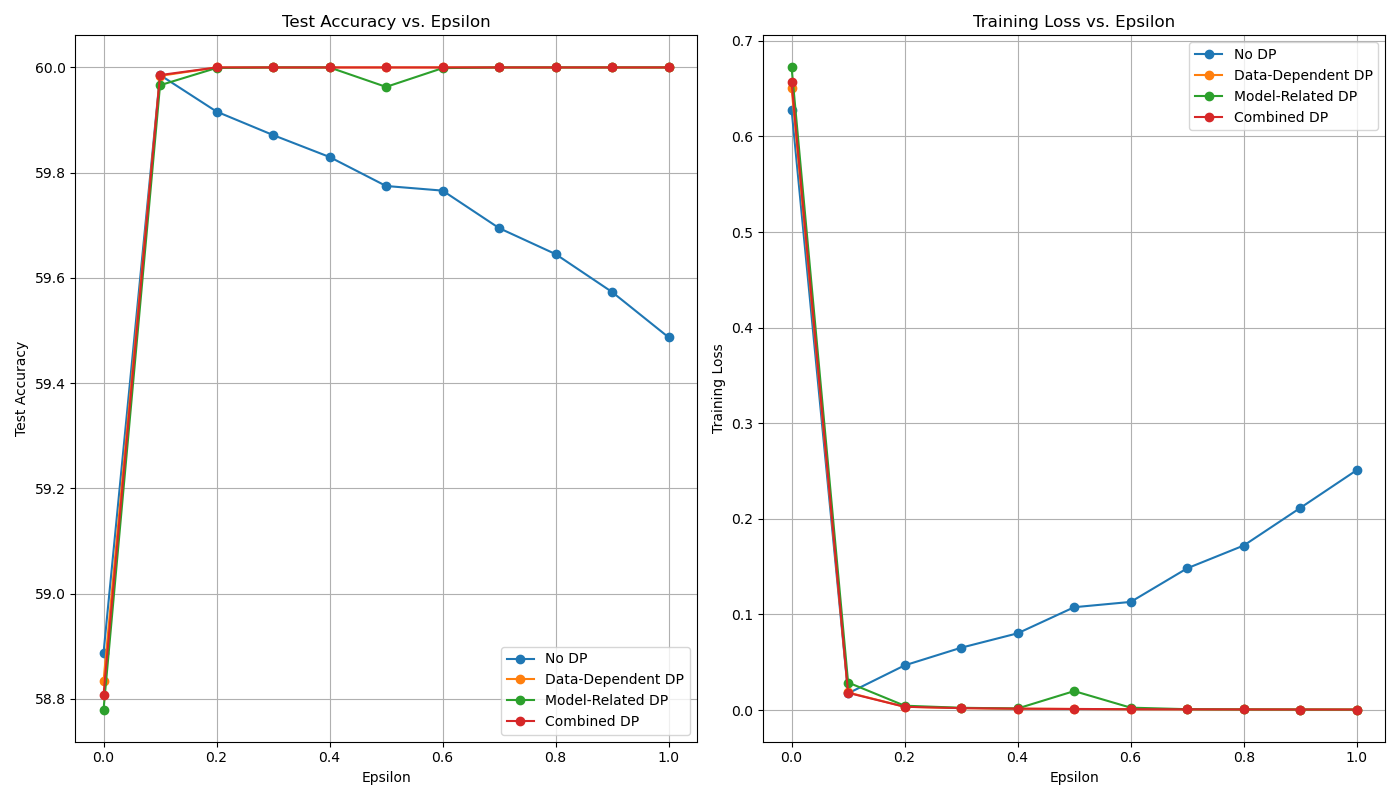 Test Accuracy vs. Epsilon
60.0
59.8
59.6
59.4
59.2
59.0
58.8
Test Accuracy
0.0 0.2 0.4 0.6 0.8 1.0
Epsilon
No DP
Data-Dependent DP
Model-Related DP
Combined DP
Training Loss vs. Epsilon
0.7
0.6
0.5
0.4
0.3
0.2
0.1
0.0
Training Loss
0.0 0.2 0.4 0.6 0.8 1.0
Epsilon
No DP
Data-Dependent DP
Model-Related DP
Combined DP